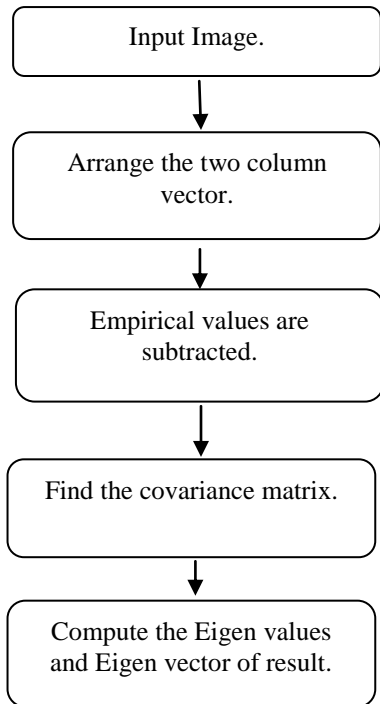 Input Image.
Arrange the two column
vector.
Empirical values are
subtracted.
Find the covariance matrix.
Compute the Eigen values
and Eigen vector of result.